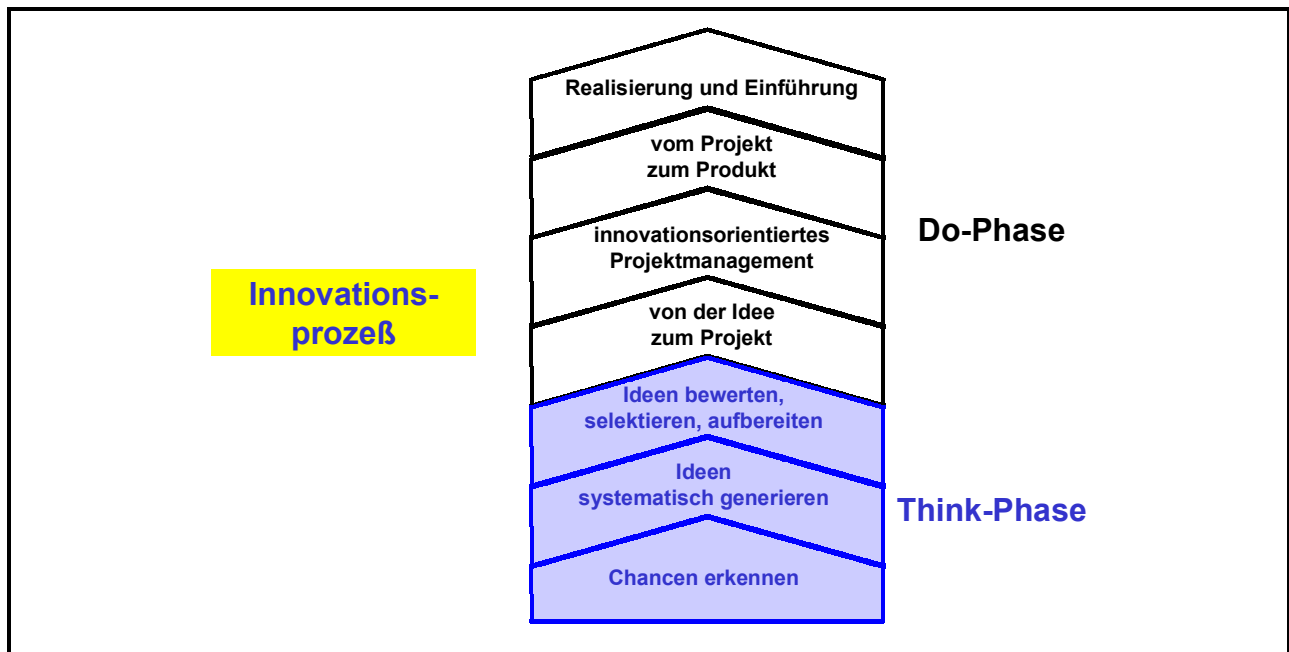 Realisierung und Einführung
vom Projekt
zum Produkt
Do-Phase
innovationsorientiertes
Projektmanagement
Innovations-
prozeß
von der Idee
zum Projekt
Ideen bewerten,
selektieren, aufbereiten
Ideen
systematisch generieren
Think-Phase
Chancen erkennen